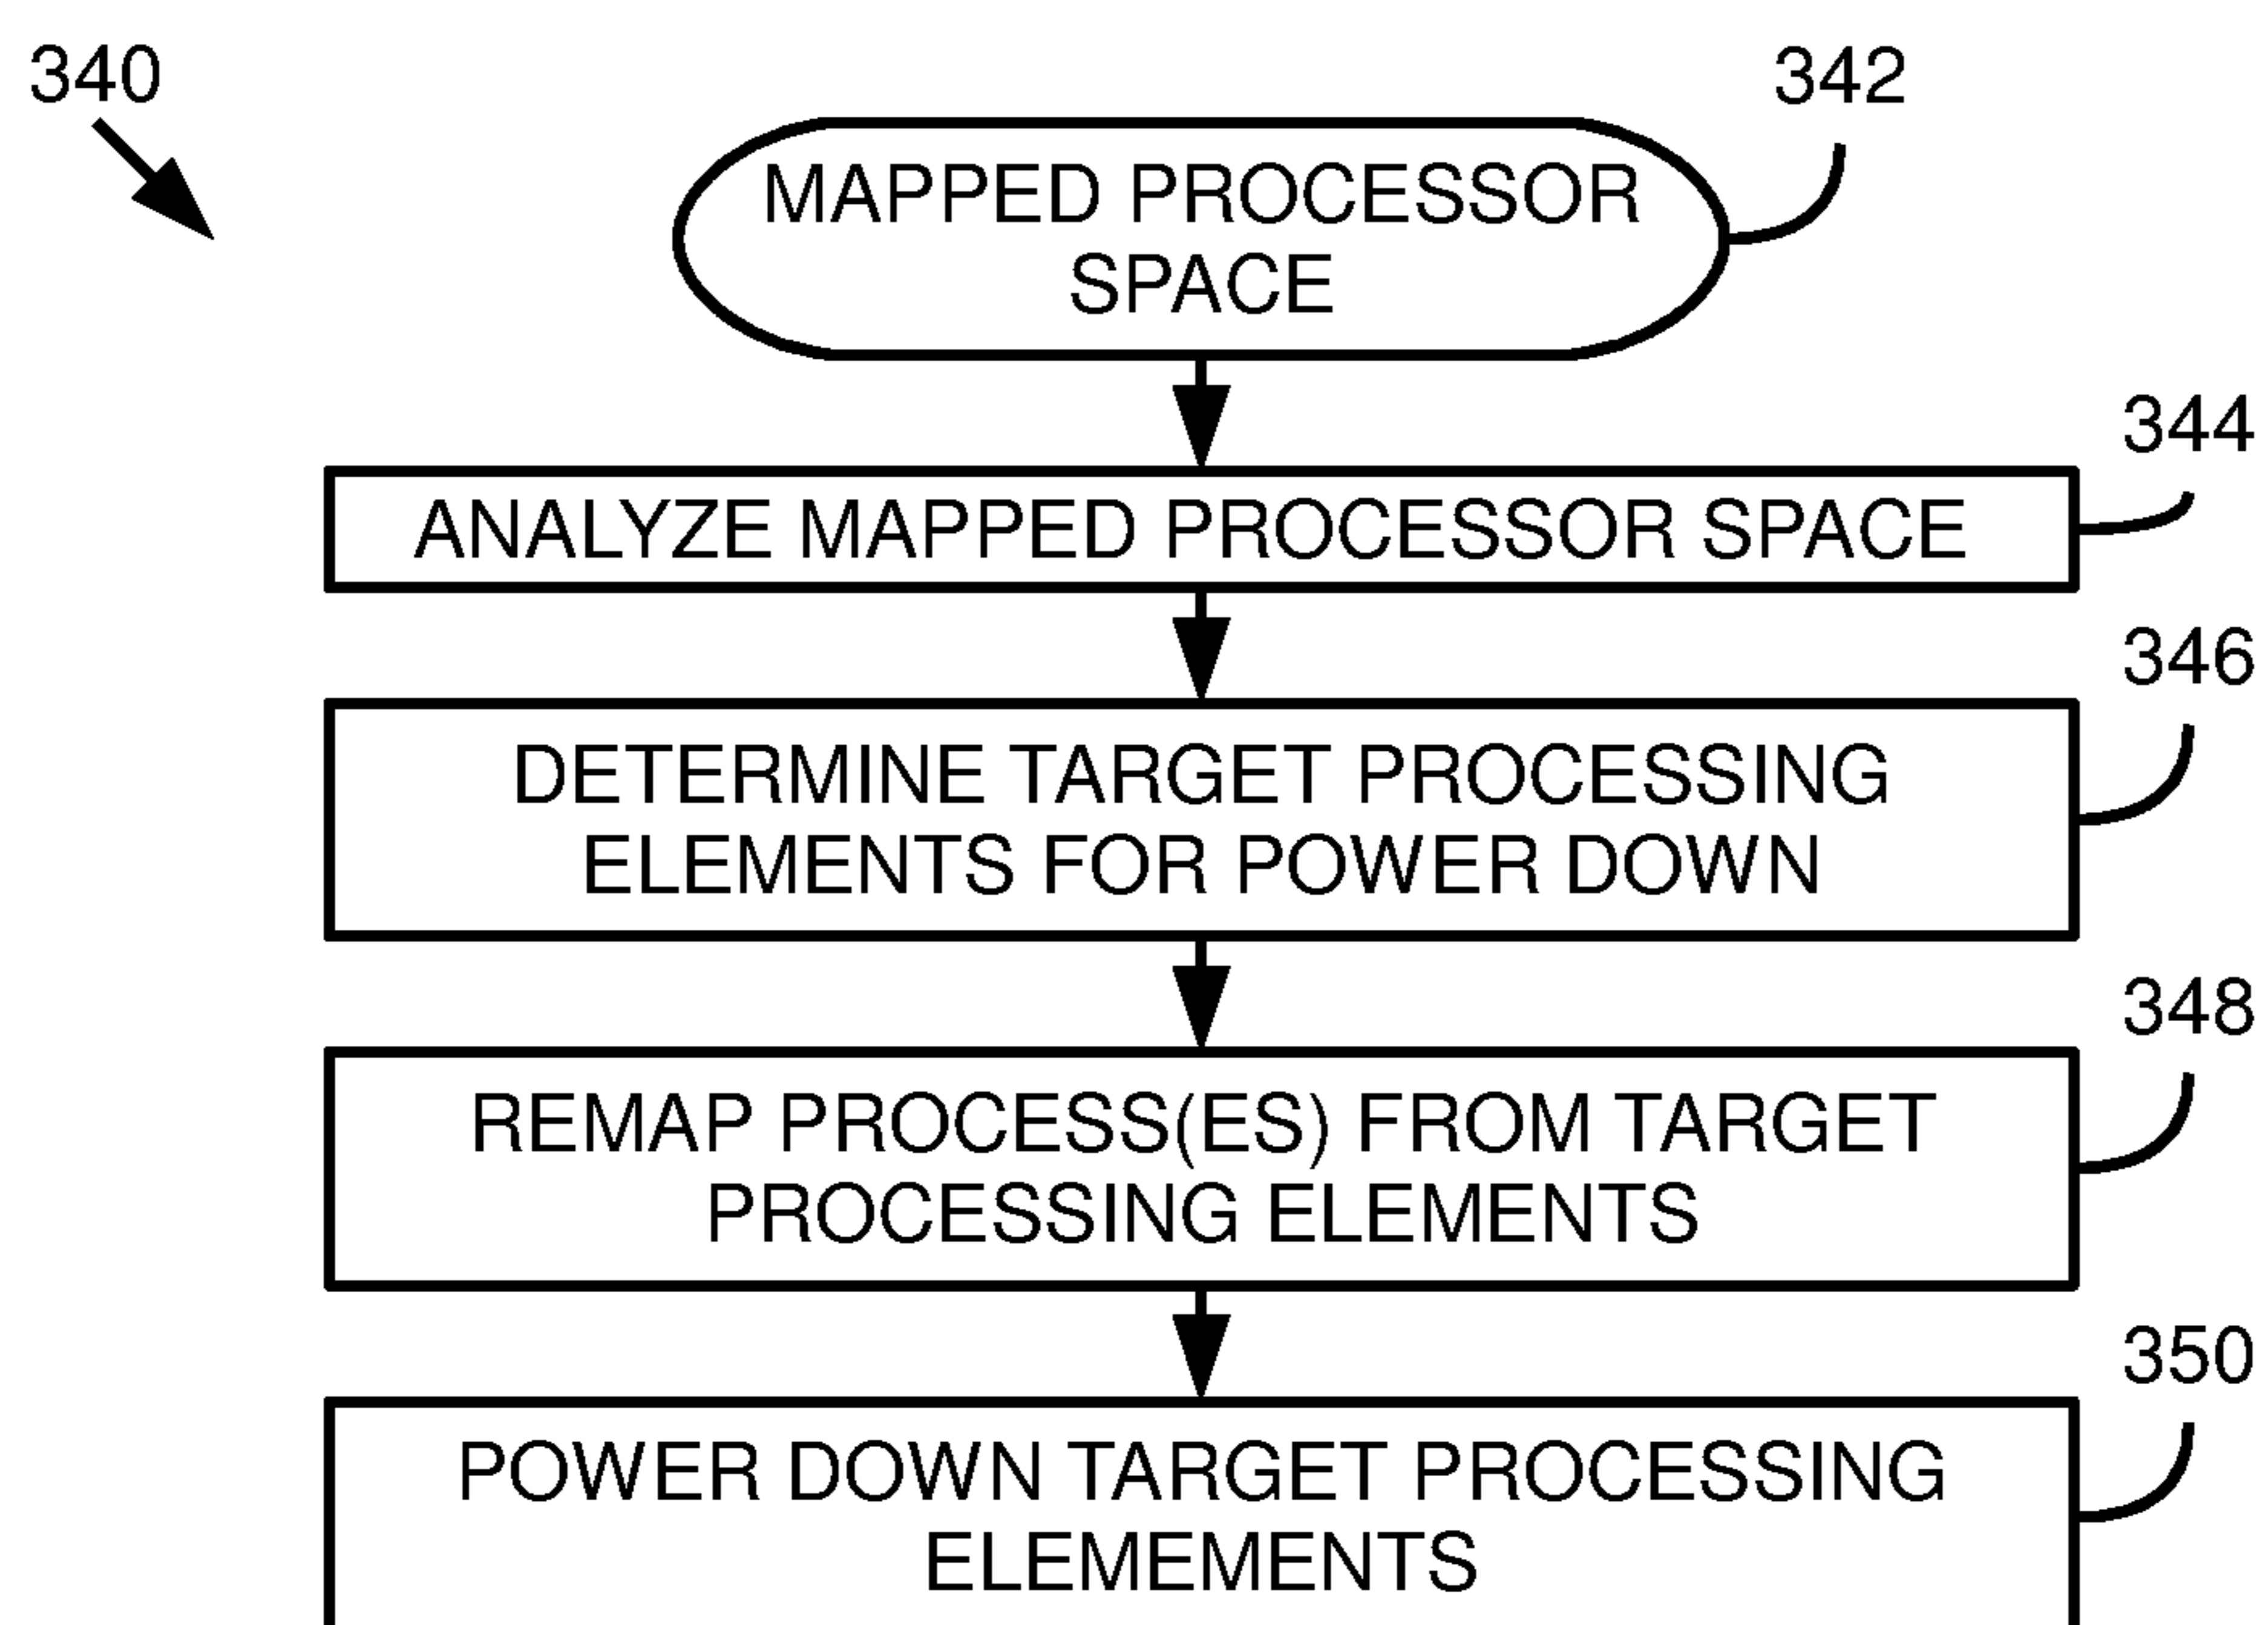 340
342
MAPPED PROCESSOR
SPACE
344
ANALYZE MAPPED PROCESSOR SPACE
346
DETERMINE TARGET PROCESSING
ELEMENTS FOR POWER DOWN
348
REMAP PROCESS(ES) FROM TARGET
PROCESSING ELEMENTS
350
POWER DOWN TARGET PROCESSING
ELEMEMENTS